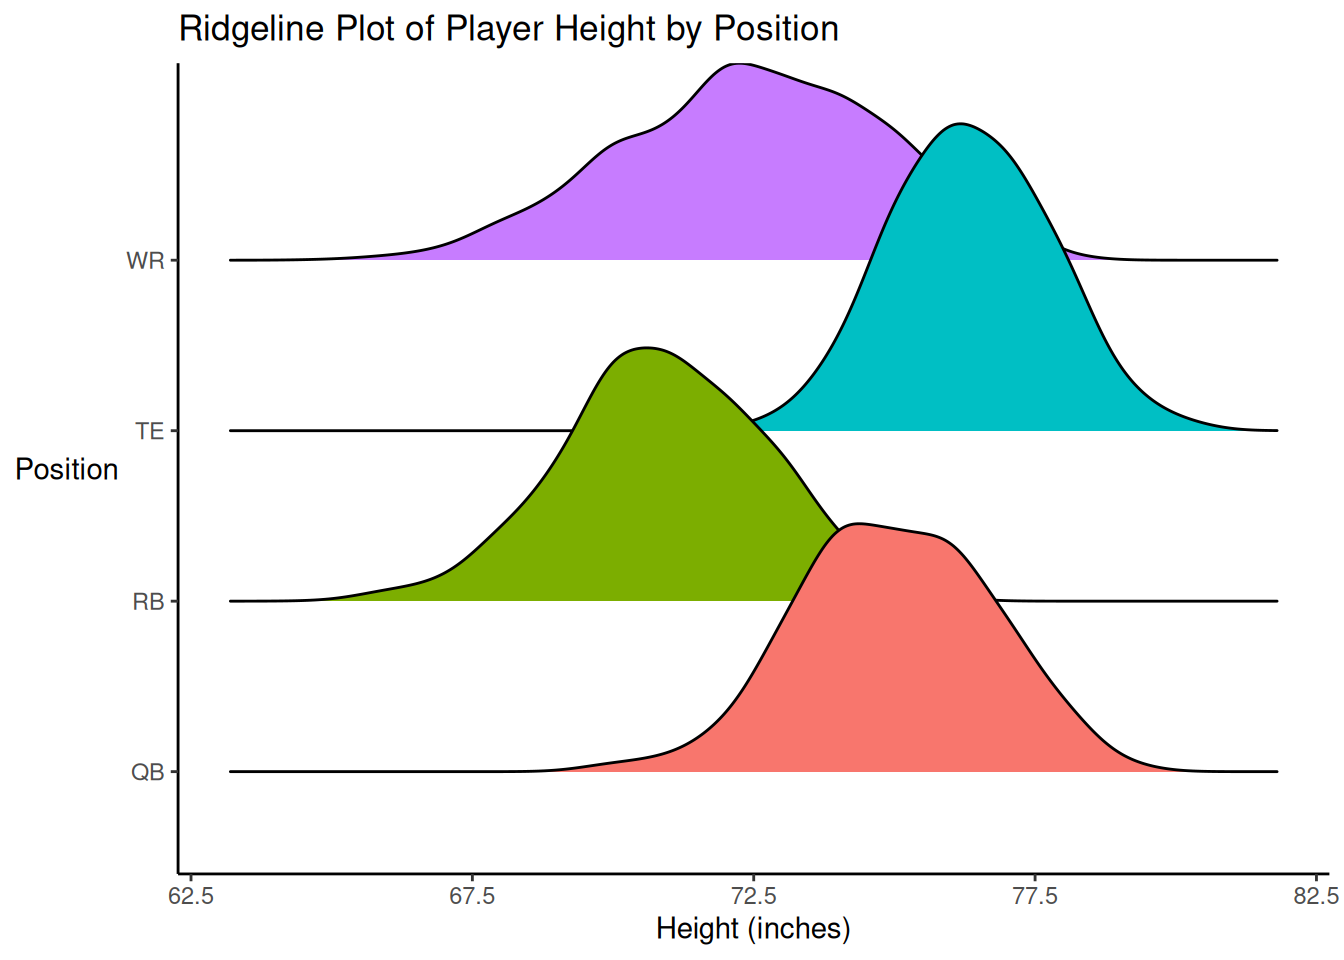 Ridgeline Plot of Player Height by Position
WR
TE
Position
RB
QB
62.5 67.5 72.5 77.5 82.5
Height (inches)